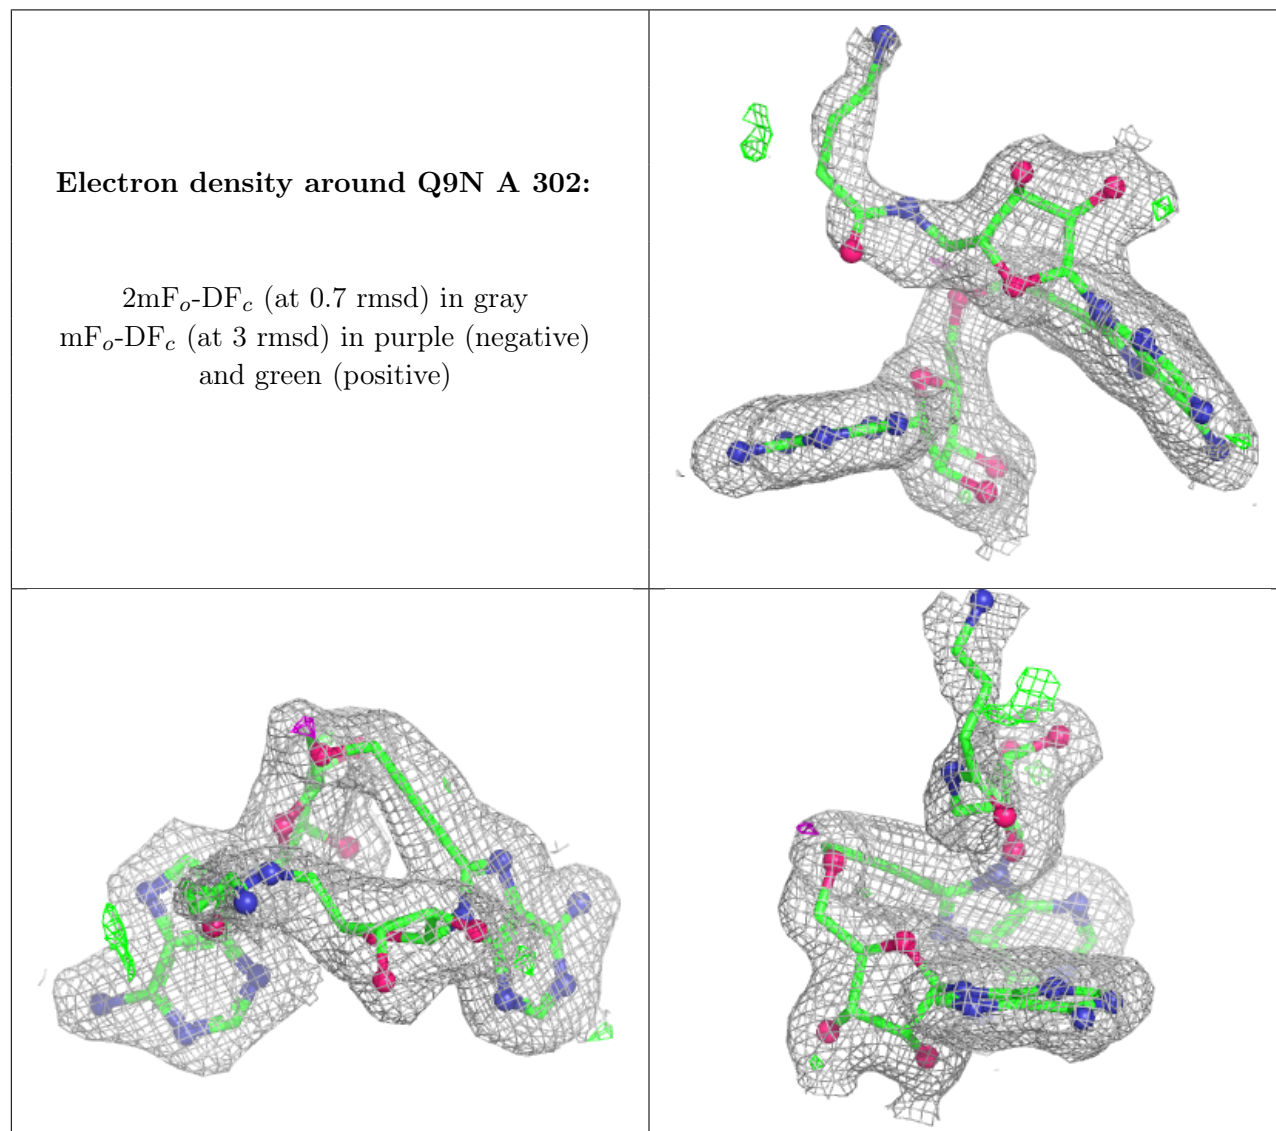 Electron density around Q9N A 302:
2mFo-DFc (at 0.7 rmsd) in gray
mFo-DFc (at 3 rmsd) in purple (negative)
and green (positive)